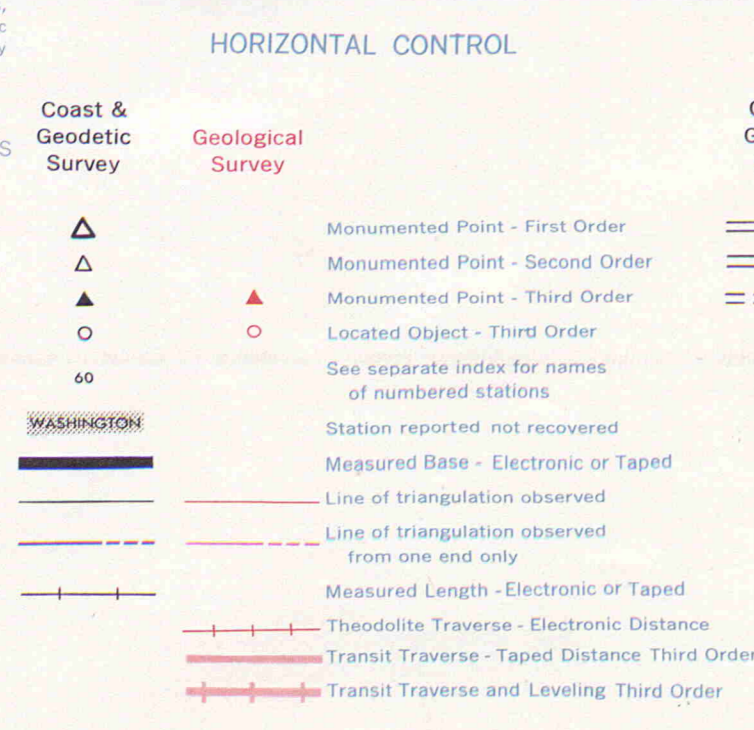 HORIZONTAL CONTROL
Coast &
Geodetic
Survey
Geological
Survey
Monumented Point - First Order
Monumented Point - Second Order
Monumented Point - Third Order
Located Object - Third Order
60
See separate index for names
of numbered stations
WASHINGTON
Station reported not recovered
Measured Base - Electronic or Taped
Line of triangulation observed
Line of triangulation observed
from one end only
Measured Length - Electronic or Taped
Theodolite Traverse - Electronic Distance
Transit Traverse - Taped Distance Third Order
Transit Traverse and Leveling Third Order